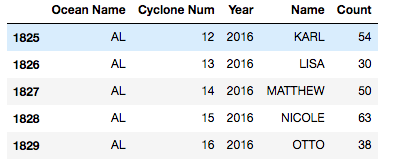 Ocean Name Cyclone Num Year Name Count
1825 AL 12 2016 KARL 54
1826 AL 13 2016 LISA 30
1827 AL 14 2016 MATTHEW 50
1828 AL 15 2016 NICOLE 63
1829 AL 16 2016 OTTO 38